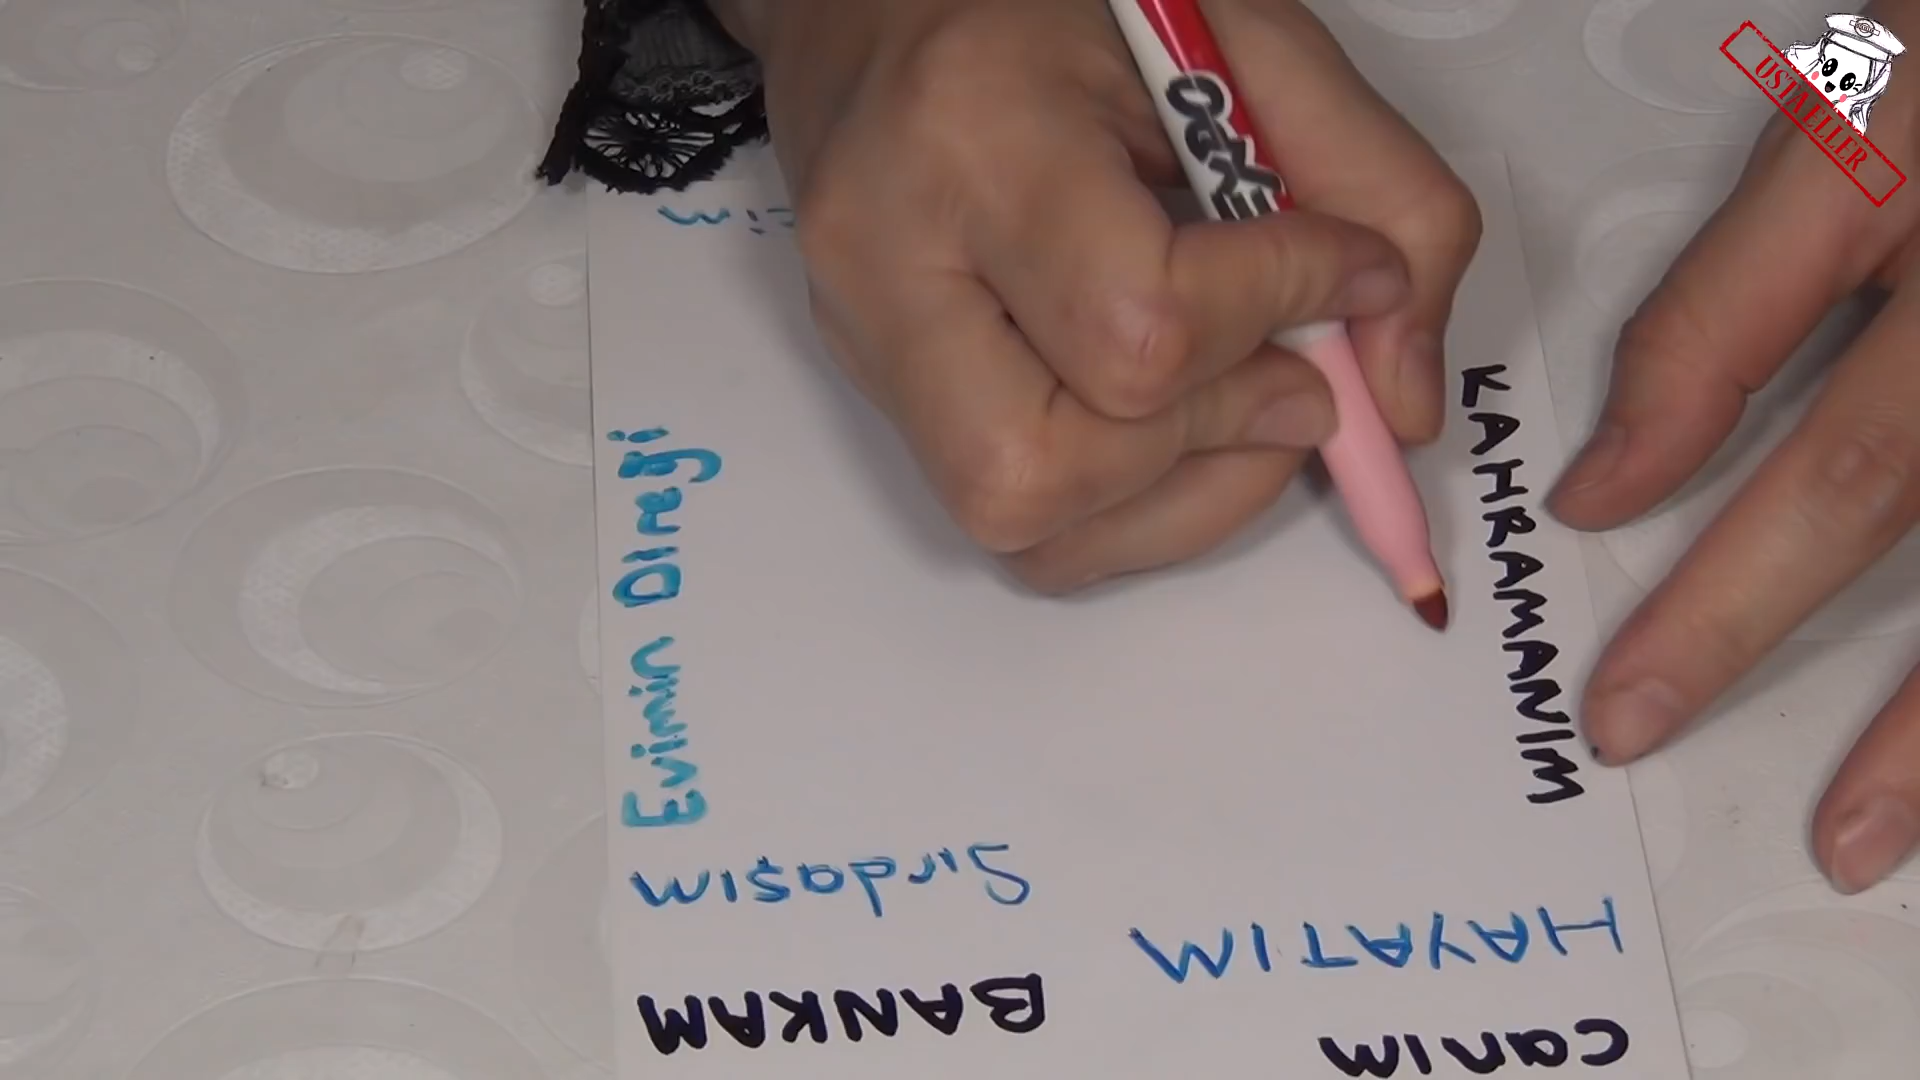 USTAELLER
KAHRAMANIM
Evimin Direği
Sırdaşım
HAYATIM
BANKAM
canım